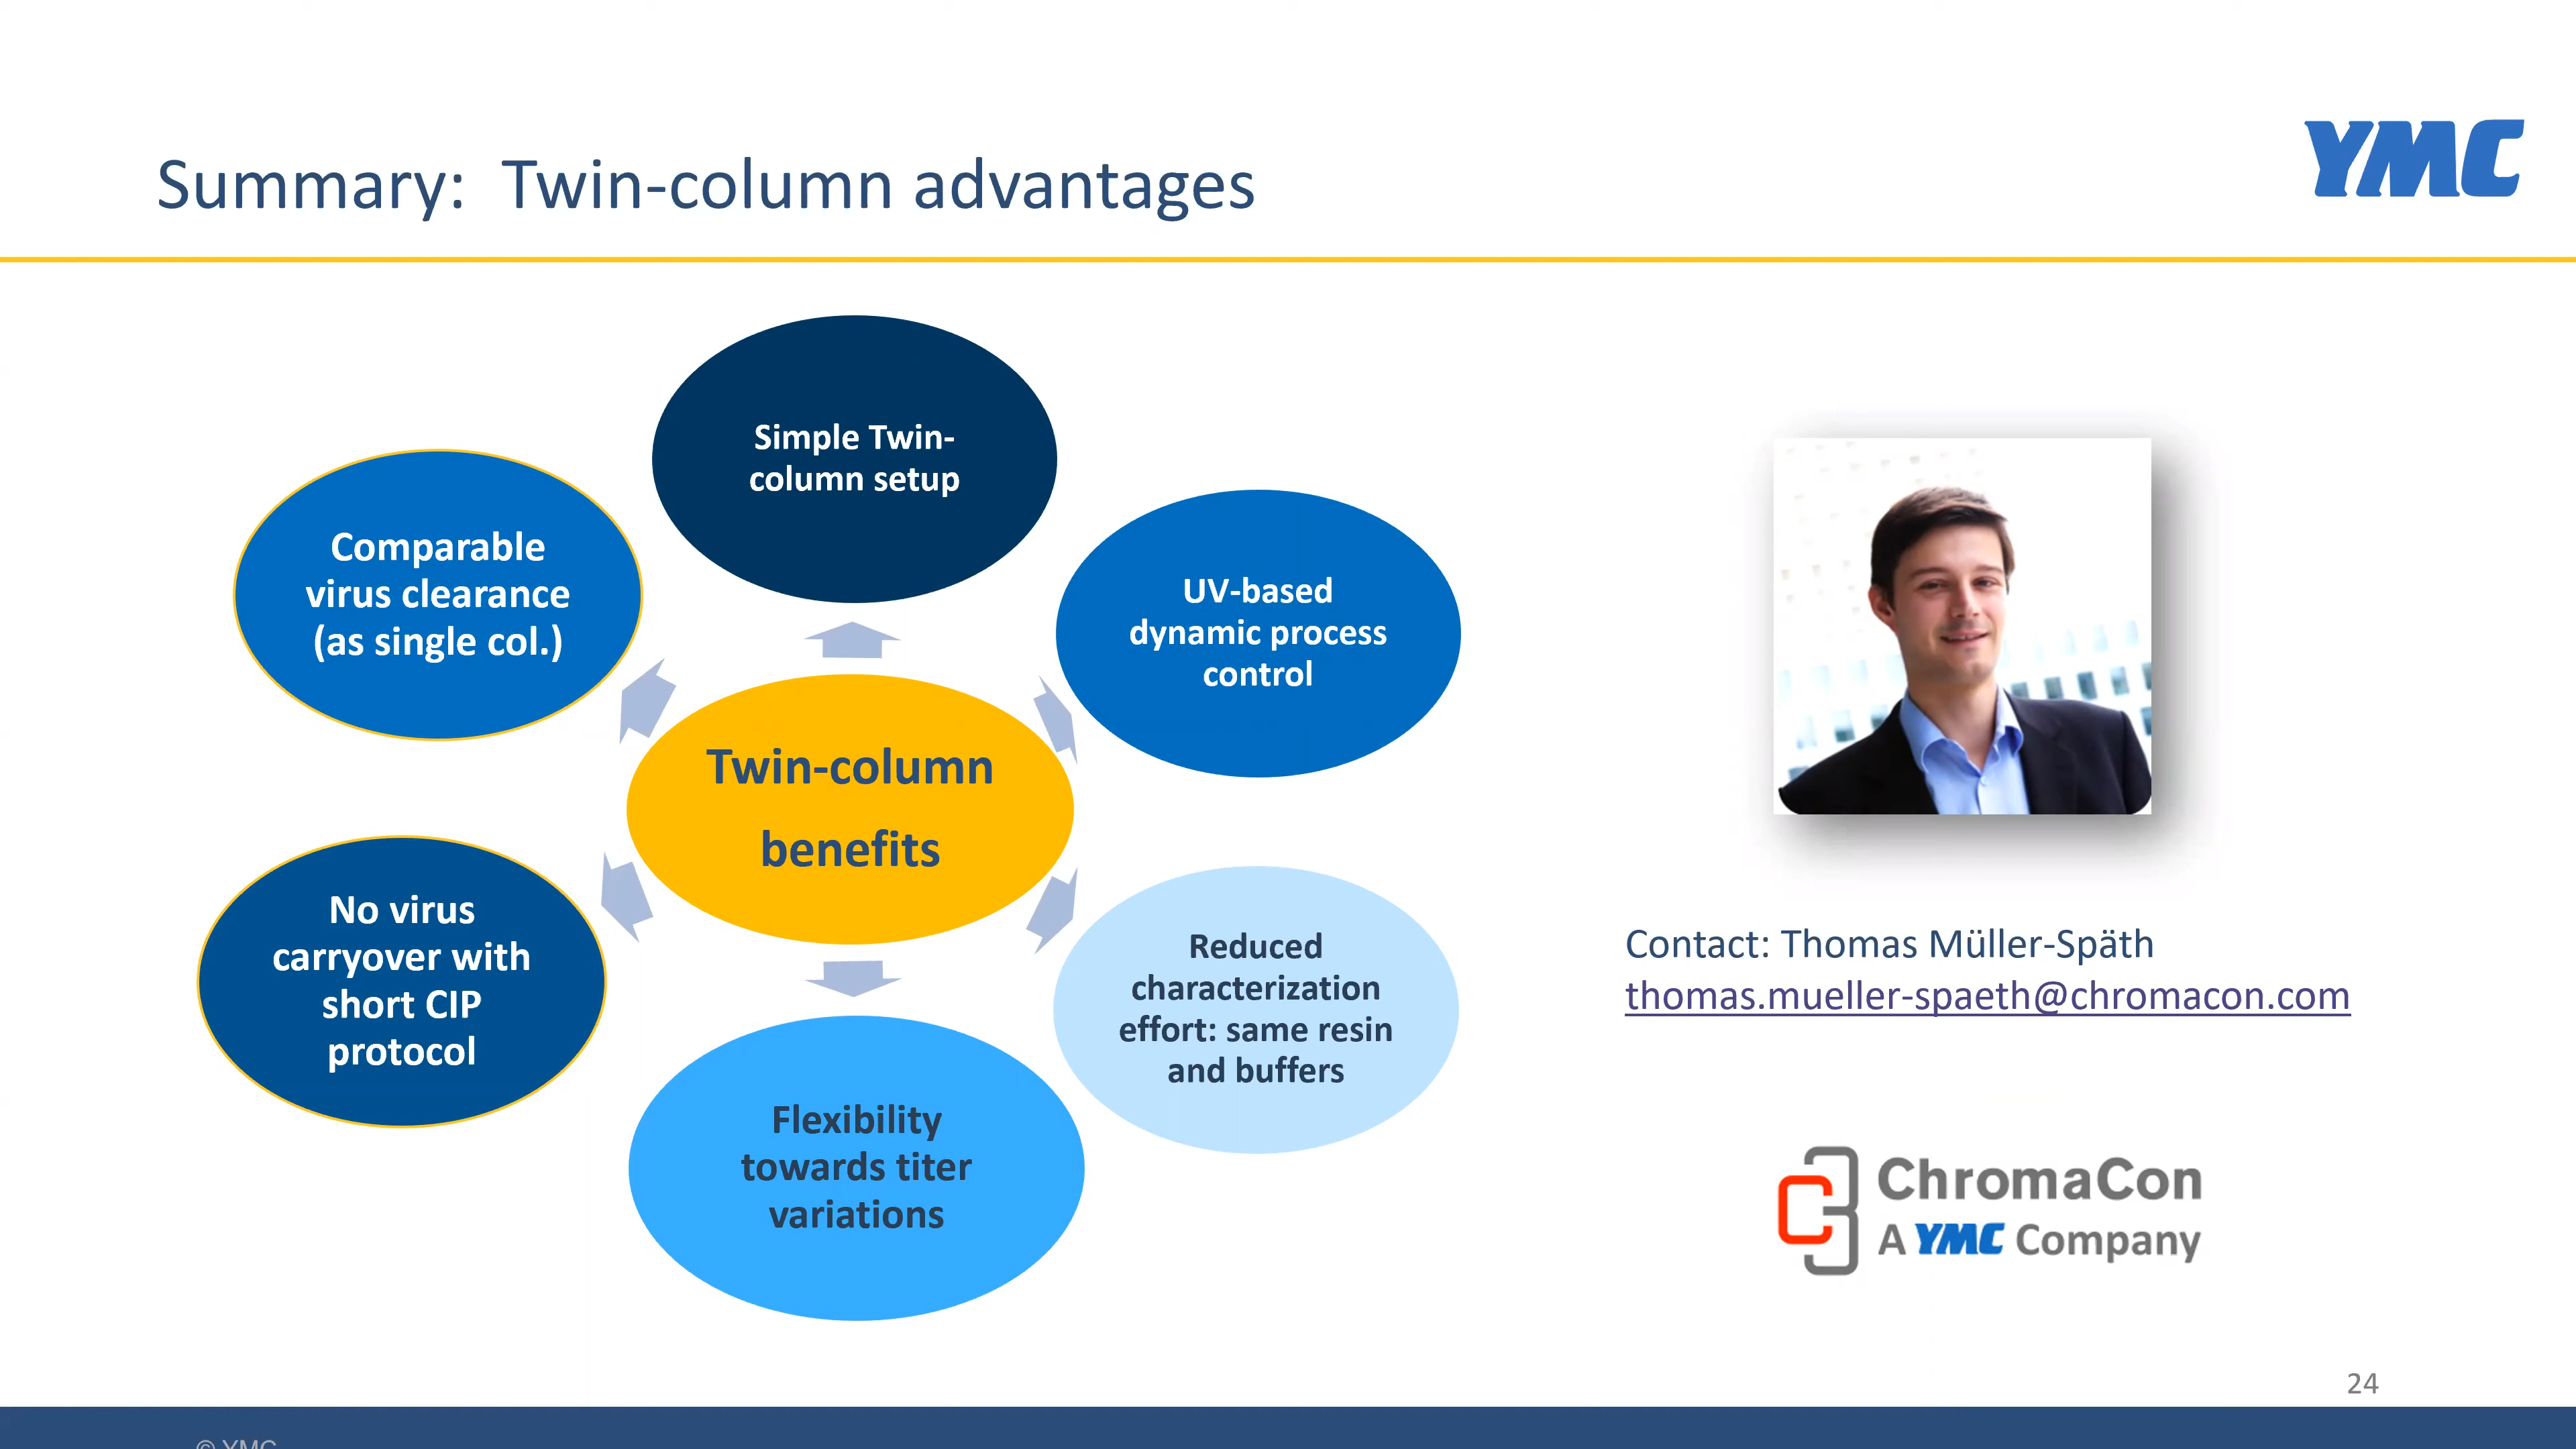 Summary: Twin-column advantages
YMC
Simple Twin-
column setup
UV-based
dynamic process
control
Reduced
characterization
effort: same resin
and buffers
Flexibility
towards titer
variations
No virus
carryover with
short CIP
protocol
Comparable
virus clearance
(as single col.)
Twin-column
benefits
Contact: Thomas Müller-Späth
thomas.mueller-spaeth@chromacon.com
ChromaCon
A YMC Company
24
© YMC